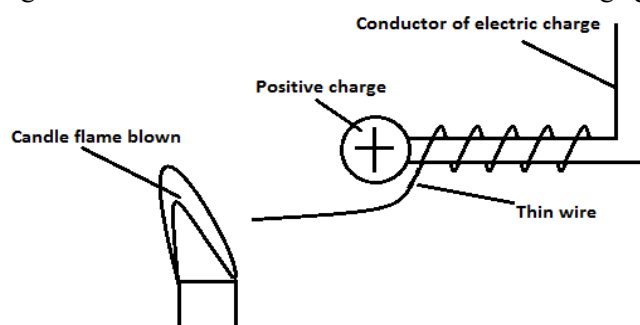 Conductor of electric charge
Positive charge
+
Candle flame blown
Thin wire